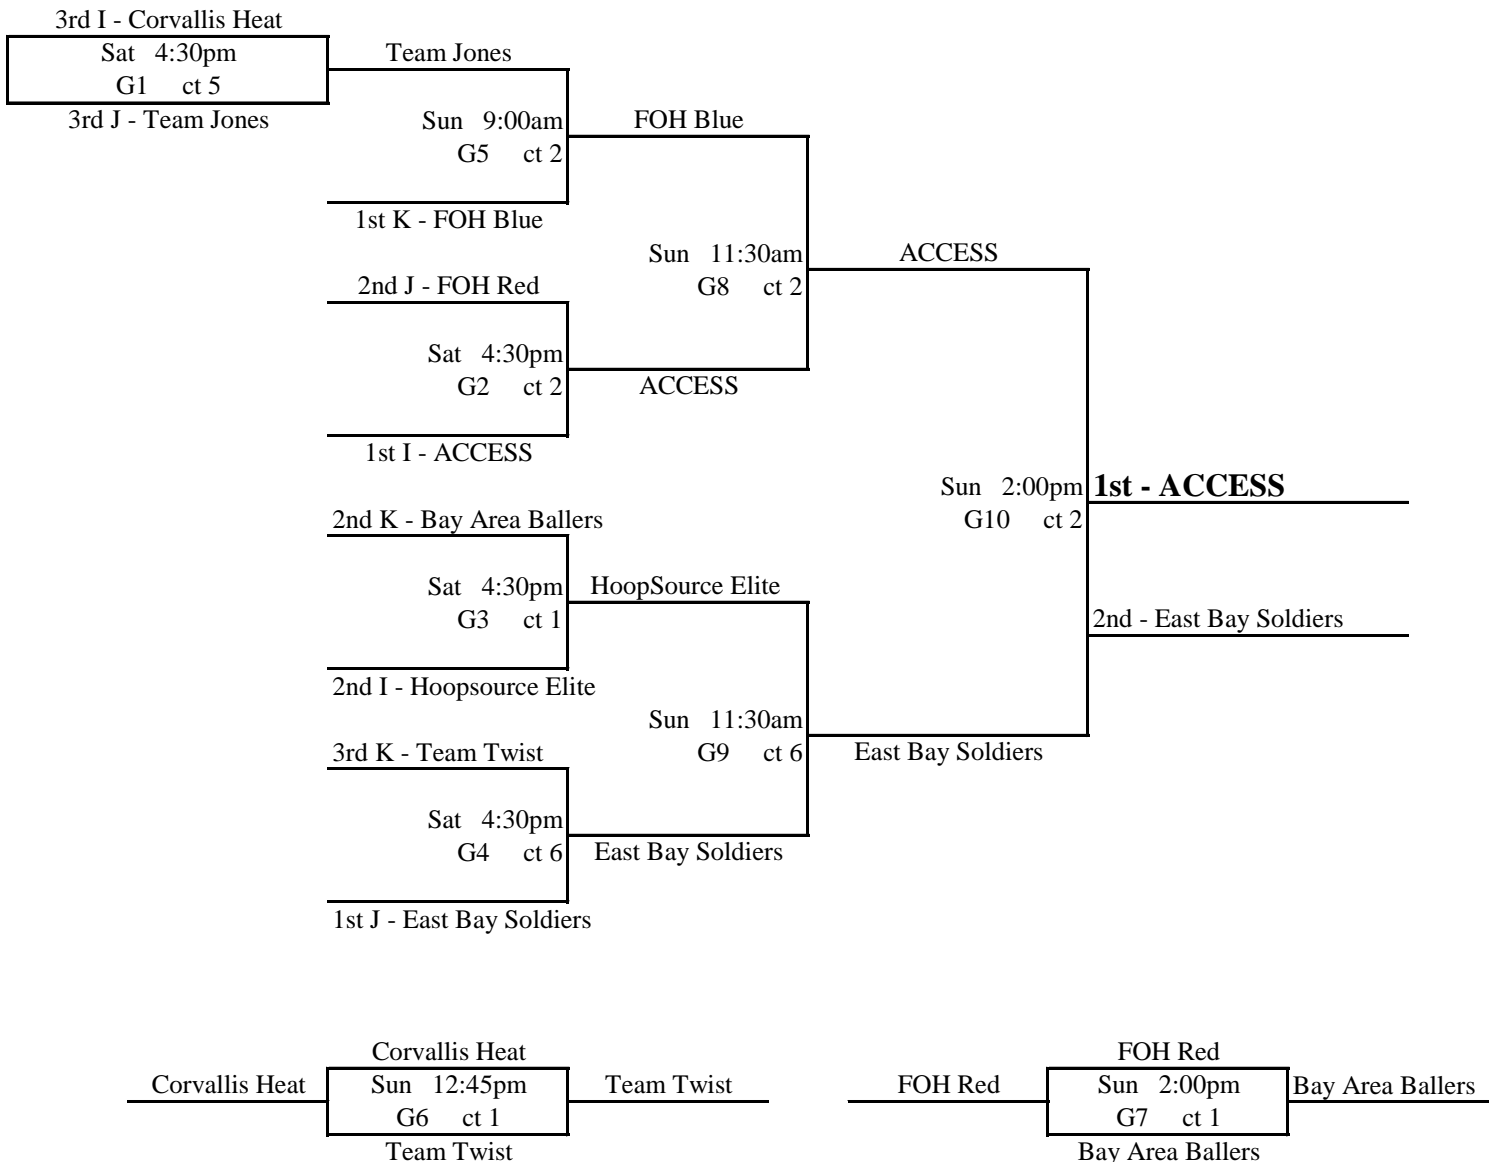 3rd I - Corvallis Heat
Sat 4:30pm
G1 ct 5
3rd J - Team Jones
Team Jones
Sun 9:00am
G5 ct 2
1st K - FOH Blue
FOH Blue
2nd J - FOH Red
Sat 4:30pm
G2 ct 2
1st I - ACCESS
ACCESS
Sun 11:30am
G8 ct 2
ACCESS
2nd K - Bay Area Ballers
Sat 4:30pm
G3 ct 1
2nd I - Hoopsource Elite
HoopSource Elite
3rd K - Team Twist
Sat 4:30pm
G4 ct 6
1st J - East Bay Soldiers
East Bay Soldiers
Sun 11:30am
G9 ct 6
East Bay Soldiers
Sun 2:00pm
G10 ct 2
1st - ACCESS
2nd - East Bay Soldiers
Corvallis Heat
Corvallis Heat
Sun 12:45pm
G6 ct 1
Team Twist
Team Twist
FOH Red
FOH Red
Sun 2:00pm
G7 ct 1
Bay Area Ballers
Bay Area Ballers